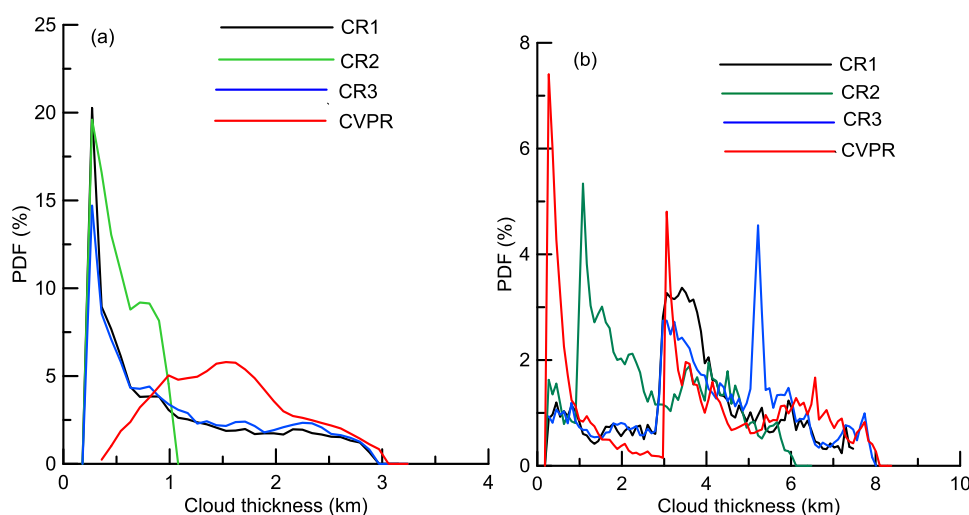 (a)
CR1
CR2
CR3
CVPR
25
20
15
10
5
0
PDF (%)
0 1 2 3 4
Cloud thickness (km)
(b)
CR1
CR2
CR3
CVPR
8
6
4
2
0
PDF (%)
0 2 4 6 8 10
Cloud thickness (km)